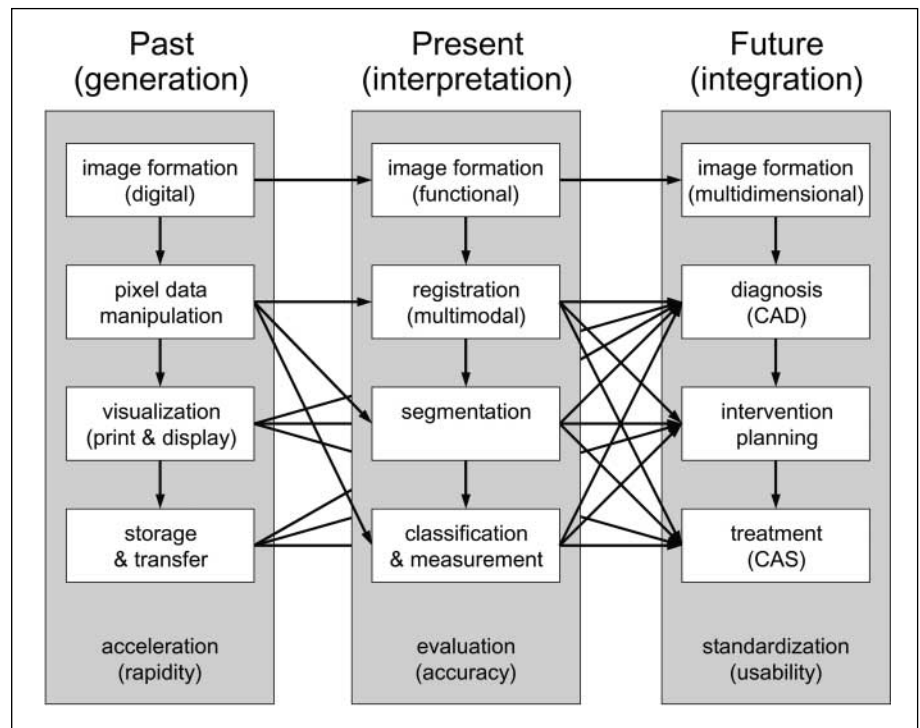 Past
(generation)
image formation
(digital)
pixel data
manipulation
visualization
(print & display)
storage
& transfer
acceleration
(rapidity)
Present
(interpretation)
image formation
(functional)
registration
(multimodal)
segmentation
classification
& measurement
evaluation
(accuracy)
Future
(integration)
image formation
(multidimensional)
diagnosis
(CAD)
intervention
planning
treatment
(CAS)
standardization
(usability)